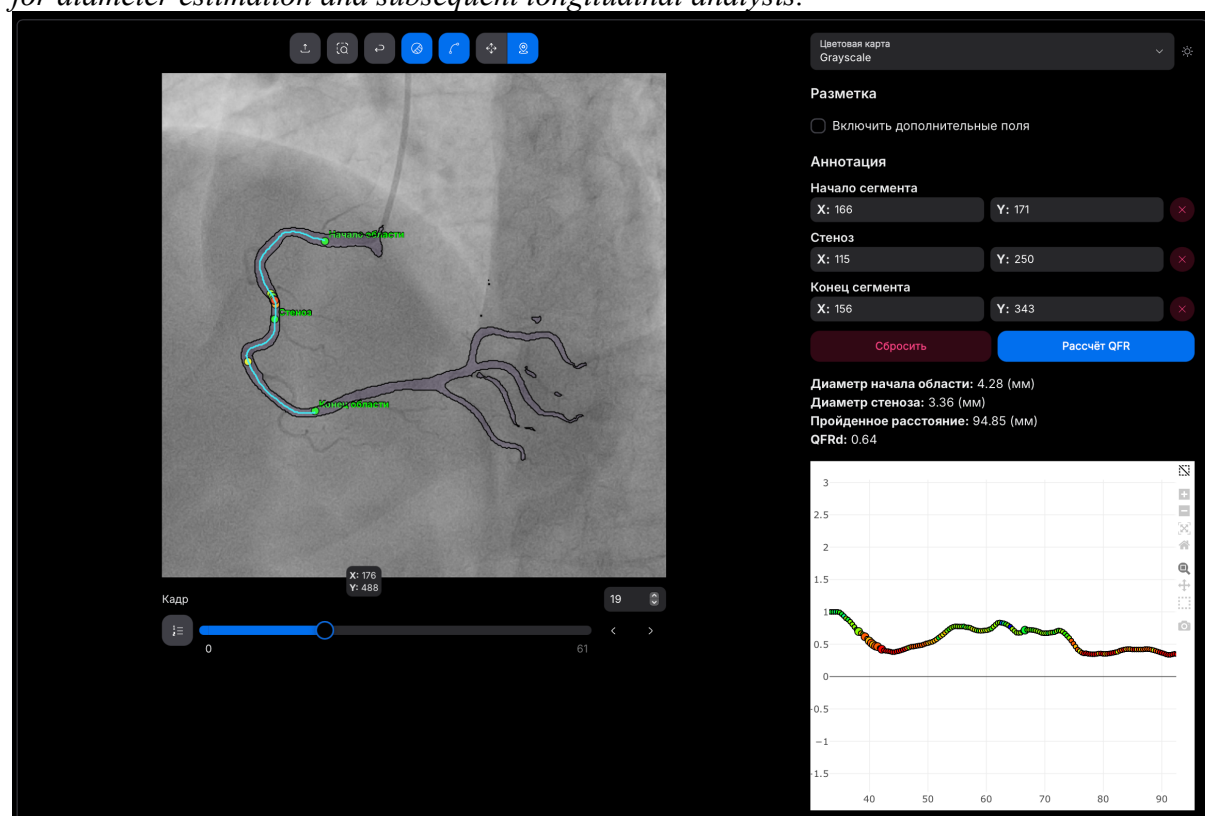 for diameter estimation and subsequent longitudinal analysis.
Цветовая карта
Grayscale
Разметка
Включить дополнительные поля
Аннотация
Начало сегмента
X: 166
Y: 171
Стеноз
X: 115
Y: 250
Конец сегмента
X: 156
Y: 343
Сбросить
Рассчёт QFR
Диаметр начала области: 4.28 (мм)
Диаметр стеноза: 3.36 (мм)
Пройденное расстояние: 94.85 (мм)
QFRd: 0.64
Начало области
Стеноз
Конец области
X: 176
Y: 488
Кадр
19
0
61
3
2.5
2
1.5
1
0.5
0
-0.5
−1
-1.5
40
50
60
70
80
90